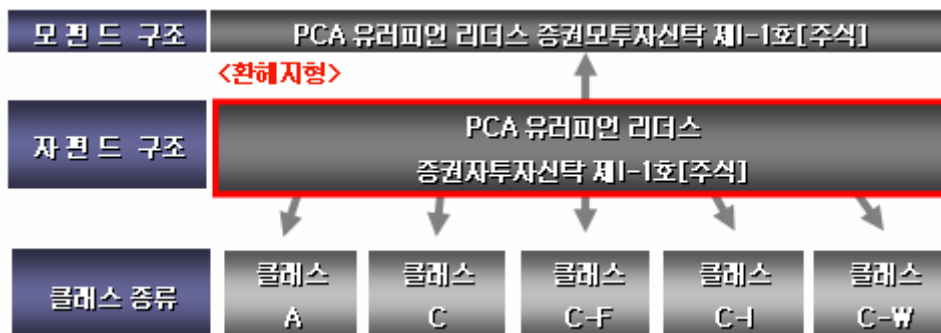 모펀드 구조
PCA 유러피언 리더스 증권모투자신탁 제I-1호[주식]
<환헤지형>
자펀드 구조
PCA 유러피언 리더스
증권자투자신탁 제I-1호[주식]
클래스 종류
클래스
A
클래스
C
클래스
C-F
클래스
C-I
클래스
C-W